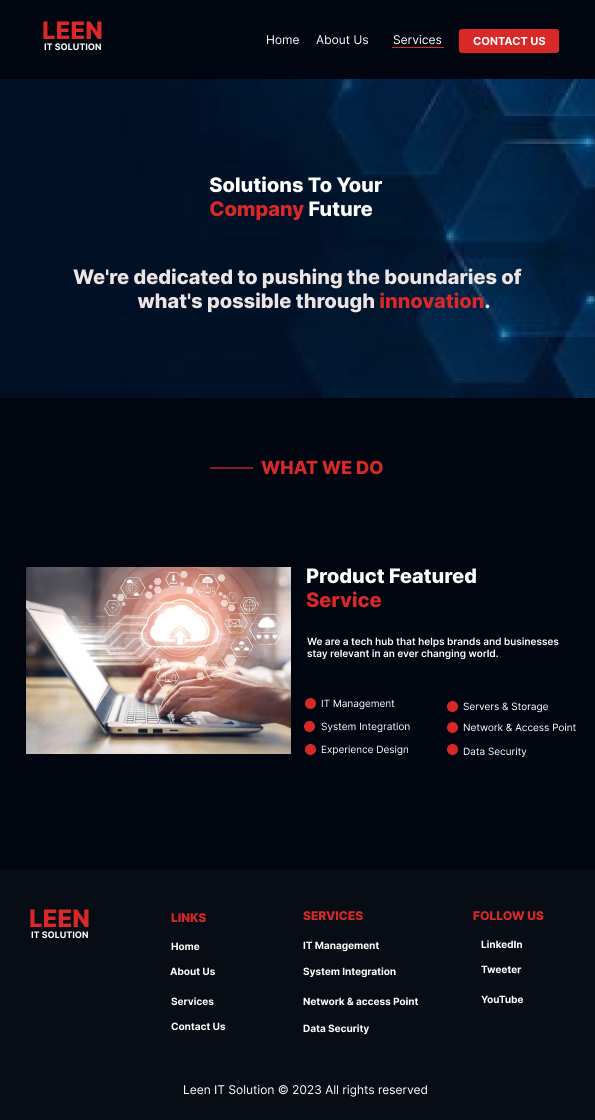 LEEN
IT SOLUTION
Home
About Us
Services
CONTACT US
Solutions To Your
Company Future
We're dedicated to pushing the boundaries of
what's possible through innovation.
WHAT WE DO
Product Featured
Service
We are a tech hub that helps brands and businesses
stay relevant in an ever changing world.
IT Management
System Integration
Experience Design
Servers & Storage
Network & Access Point
Data Security
LEEN
IT SOLUTION
LINKS
Home
About Us
Services
Contact Us
SERVICES
IT Management
System Integration
Network & access Point
Data Security
FOLLOW US
LinkedIn
Tweeter
YouTube
Leen IT Solution © 2023 All rights reserved